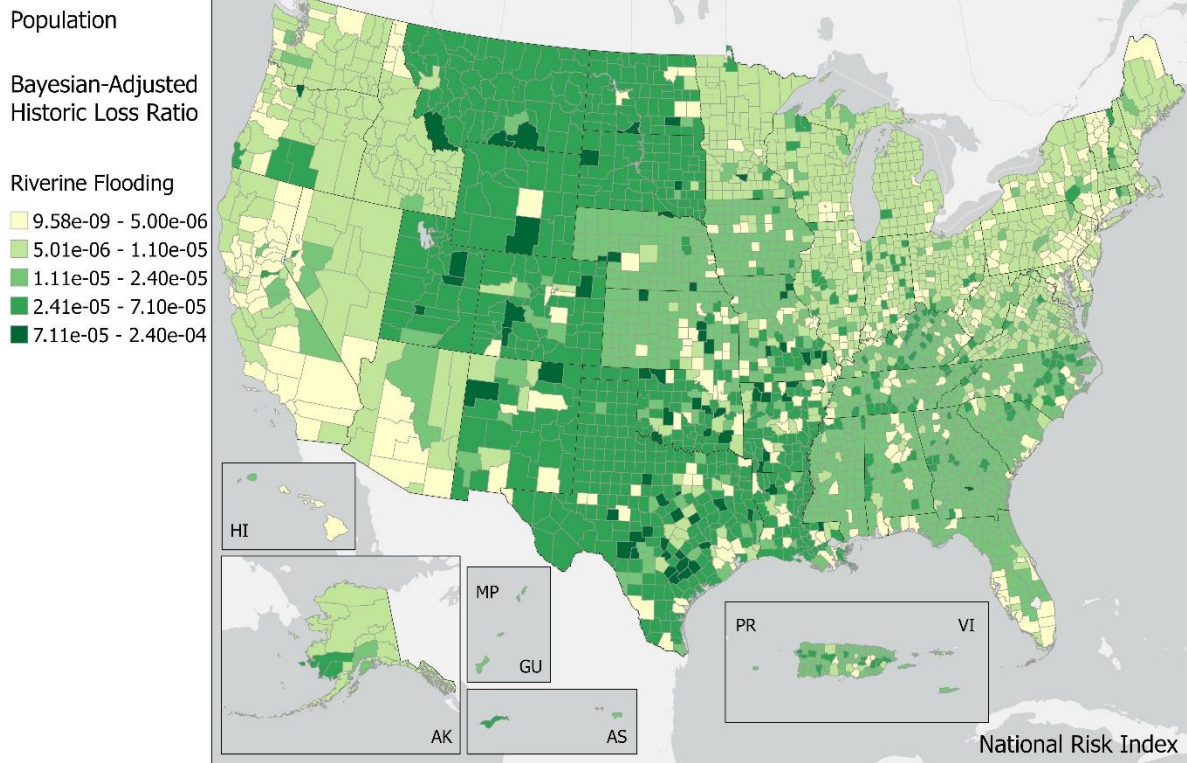 Population
Bayesian-Adjusted
Historic Loss Ratio
Riverine Flooding
9.58e-09 - 5.00e-06
5.01e-06 - 1.10e-05
1.11e-05 - 2.40e-05
2.41e-05 - 7.10e-05
7.11e-05 - 2.40e-04
HI
AK
MP
GU
AS
PR
VI
National Risk Index